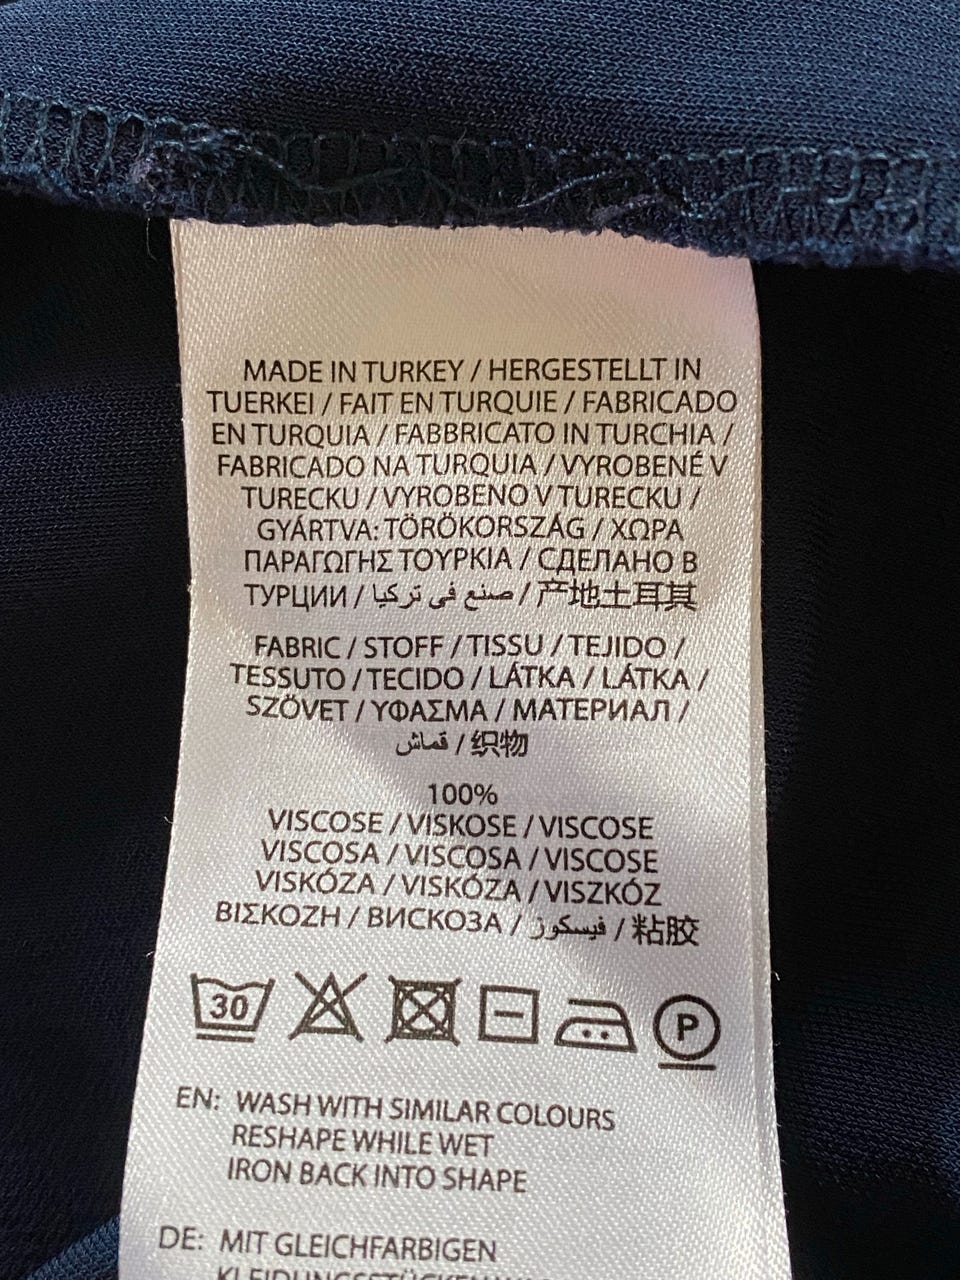 MADE IN TURKEY / HERGESTELLT IN
TUERKEI / FAIT EN TURQUIE / FABRICADO
EN TURQUIA / FABBRICATO IN TURCHIA /
FABRICADO NA TURQUIA / VYROBENÉ V
TURECKU / VYROBENO V TURECKU /
GYÁRTVA: TÖRÖKORSZÁG / ΧΩΡΑ
ΠΑΡΑΓΩΓΗΣ ΤΟΥΡΚΙΑ / СДЕЛАНО В
ТУРЦИИ / صنع في تركيا / 产地土耳其
FABRIC / STOFF / TISSU / TEJIDO /
TESSUTO / TECIDO / LÁTKA / LÁTKA /
SZÖVET / ΥΦΑΣΜΑ / МАТЕРИАЛ /
قماش / 织物
100%
VISCOSE / VISKOSE / VISCOSE
VISCOSA / VISCOSA / VISCOSE
VISKÓZA / VISKÓZA / VISZKÓZ
ΒΙΣΚΟΖΗ / ВИСКОЗА / فيسكوز / 粘胶
30 P
EN: WASH WITH SIMILAR COLOURS
RESHAPE WHILE WET
IRON BACK INTO SHAPE
DE: MIT GLEICHFARBIGEN
KLEIDUNGSSTÜCKEN